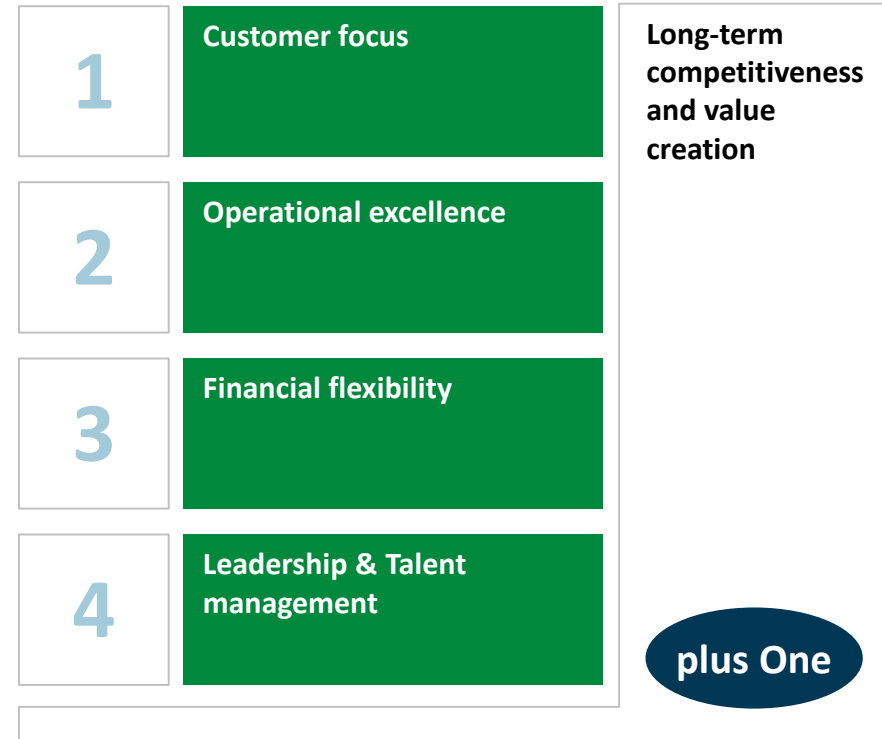 1
Customer focus
2
Operational excellence
3
Financial flexibility
4
Leadership & Talent
management
Long-term
competitiveness
and value
creation
plus One